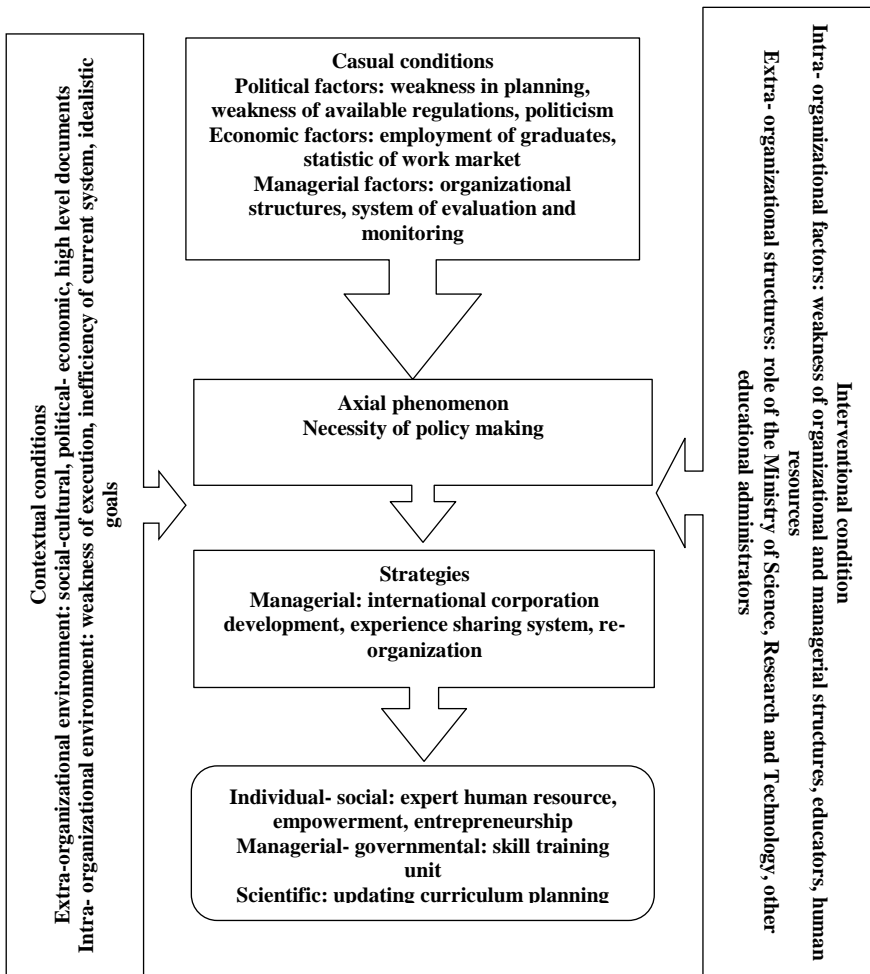 Contextual conditions
Extra-organizational environment: social-cultural, political- economic, high level documents
Intra- organizational environment: weakness of execution, inefficiency of current system, idealistic
goals
Casual conditions
Political factors: weakness in planning,
weakness of available regulations, politicism
Economic factors: employment of graduates,
statistic of work market
Managerial factors: organizational
structures, system of evaluation and
monitoring
Axial phenomenon
Necessity of policy making
Strategies
Managerial: international corporation
development, experience sharing system, re-
organization
Individual- social: expert human resource,
empowerment, entrepreneurship
Managerial- governmental: skill training
unit
Scientific: updating curriculum planning
Interventional condition
Intra- organizational factors: weakness of organizational and managerial structures, educators, human
resources
Extra- organizational structures: role of the Ministry of Science, Research and Technology, other
educational administrators